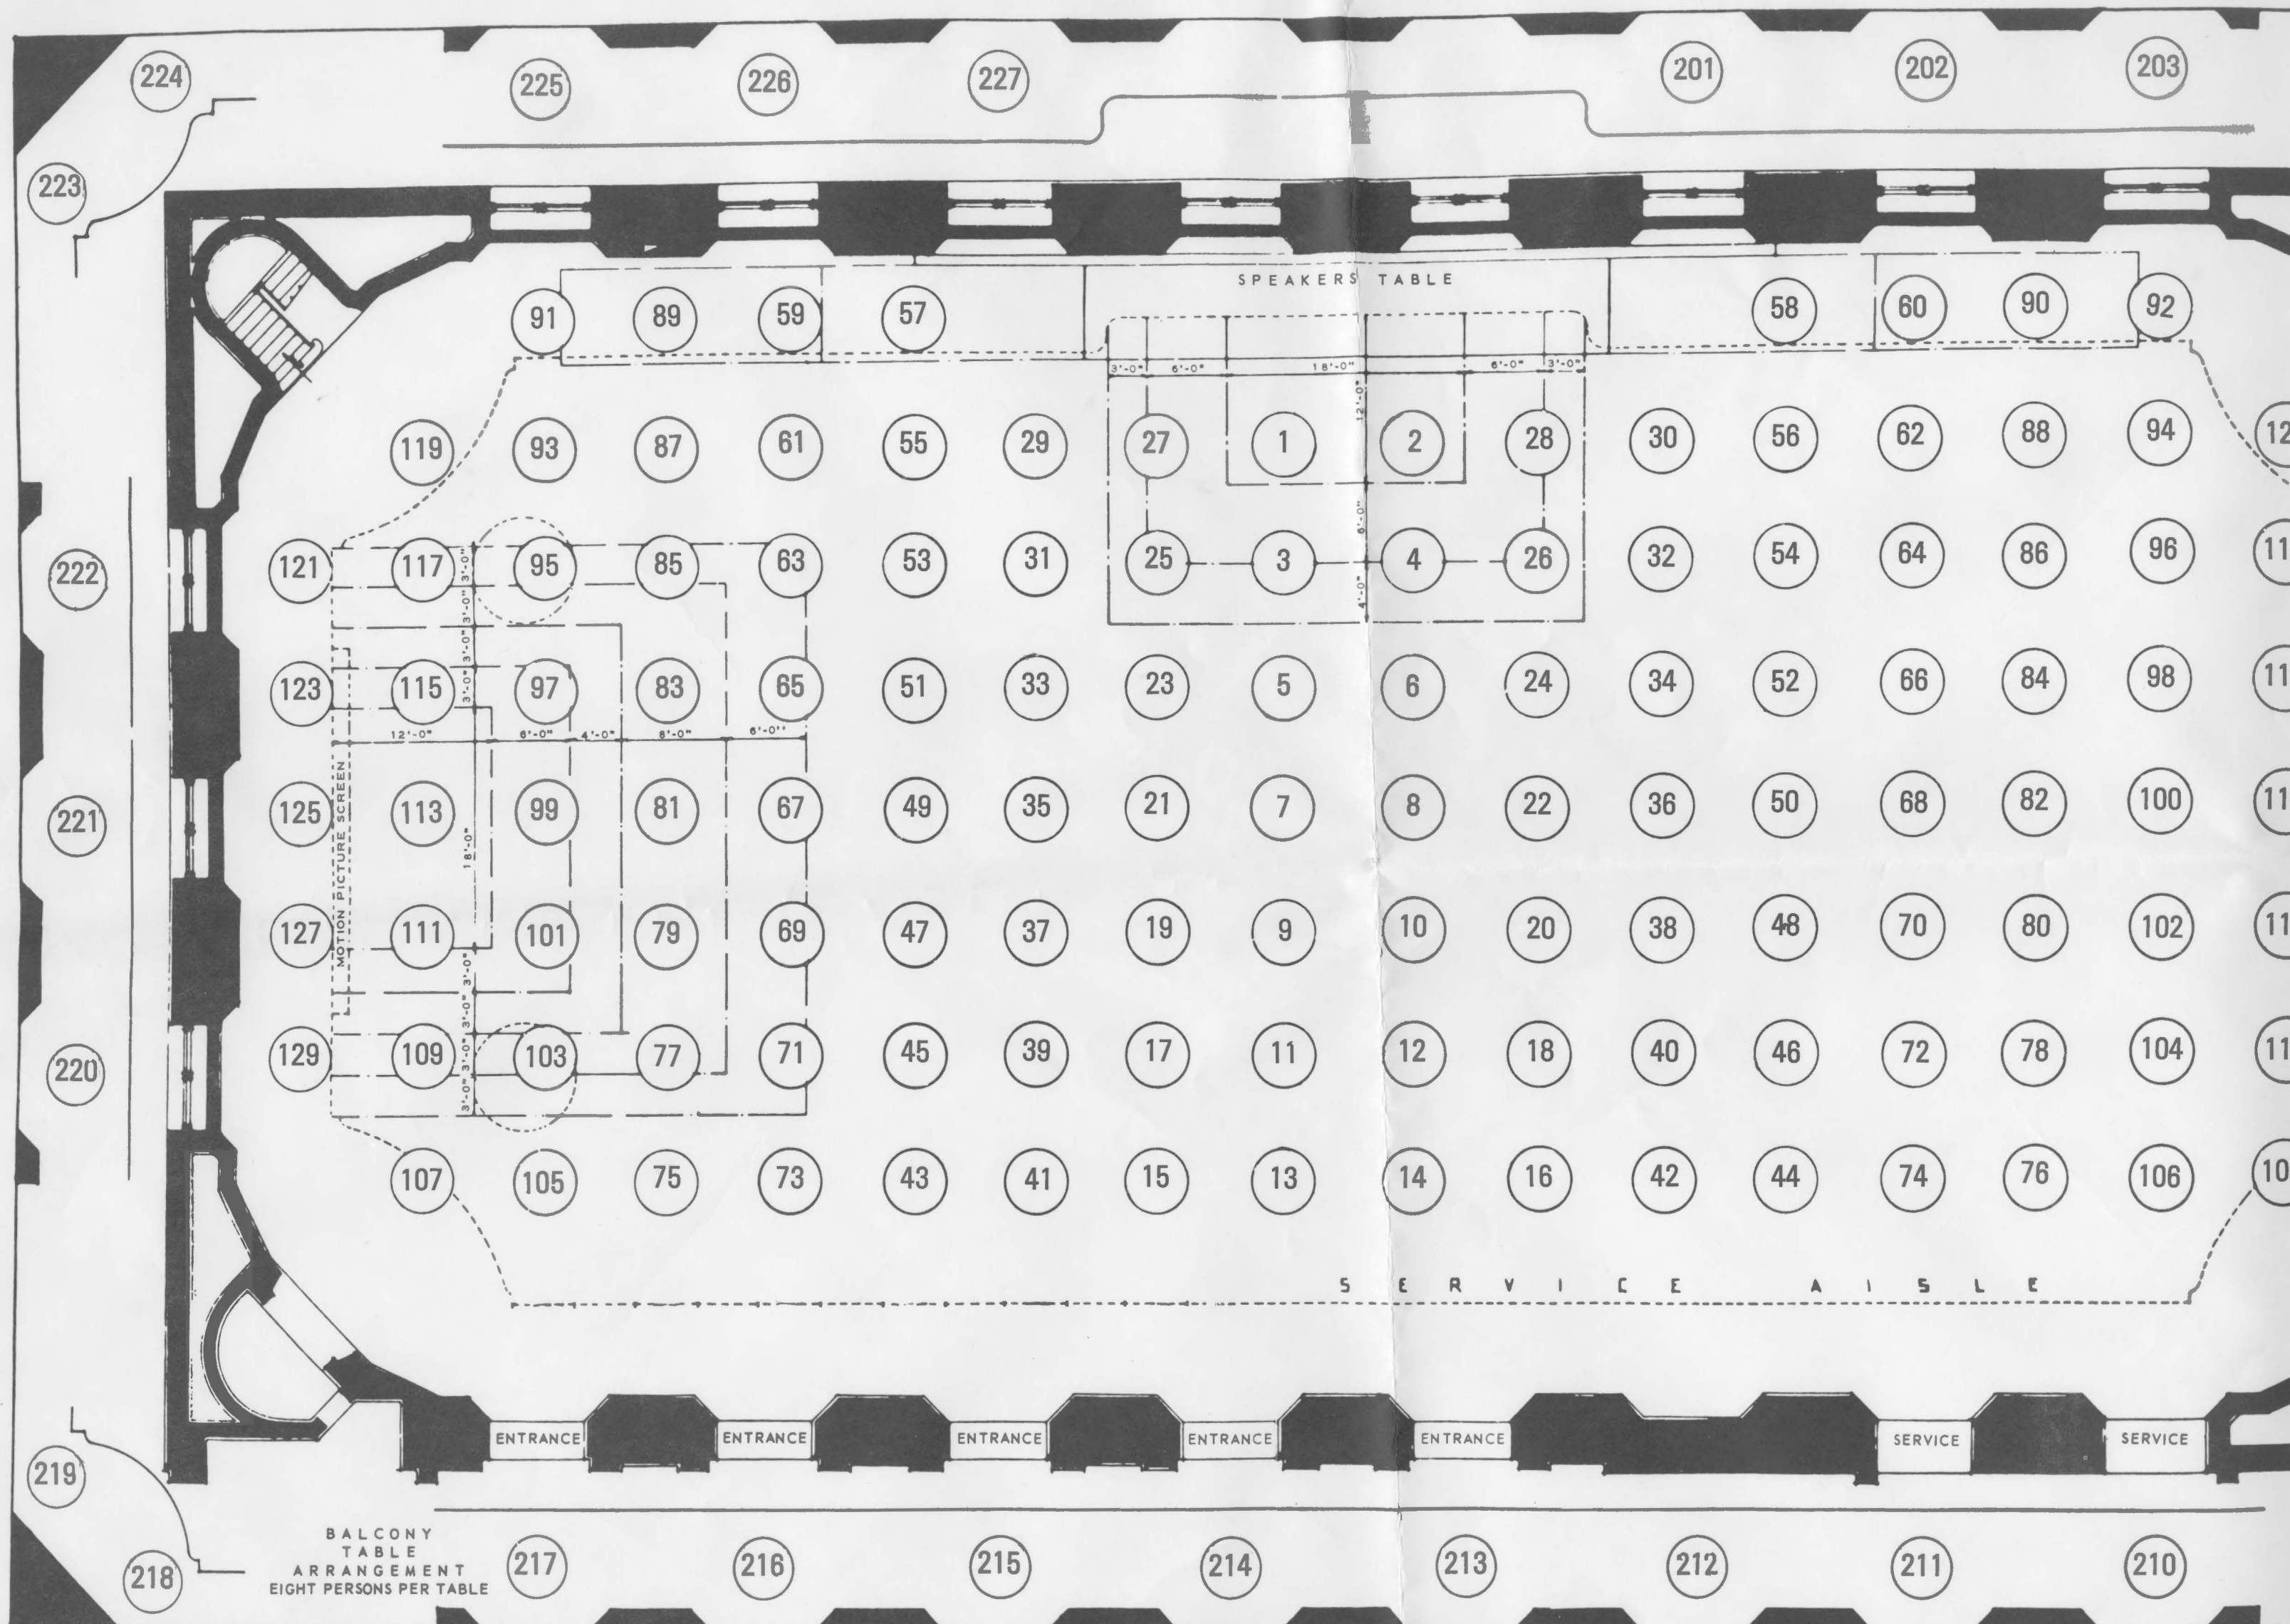 224 225 226 227 201 202 203
223
SPEAKERS TABLE
91 89 59 57 58 60 90 92
3'-0" 6'-0" 18'-0" 6'-0" 3'-0"
12'-0"
119 93 87 61 55 29 27 1 2 28 30 56 62 88 94 12
6'-0"
222 121 117 95 85 63 53 31 25 3 4 26 32 54 64 86 96 11
3'-0"
3'-0"
4'-0"
3'-0"
3'-0"
123 115 97 83 65 51 33 23 5 6 24 34 52 66 84 98 11
12'-0" 6'-0" 4'-0" 8'-0" 6'-0"
MOTION PICTURE SCREEN
221 125 113 99 81 67 49 35 21 7 8 22 36 50 68 82 100 11
18'-0
127 111 101 79 69 47 37 19 9 10 20 38 48 70 80 102 11
3'-0"
3'-0"
220 129 109 103 77 71 45 39 17 11 12 18 40 46 72 78 104 11
3'-0"
3'-0"
107 105 75 73 43 41 15 13 14 16 42 44 74 76 106 10
SERVICE AISLE
ENTRANCE ENTRANCE ENTRANCE ENTRANCE ENTRANCE SERVICE SERVICE
219
BALCONY
TABLE
ARRANGEMENT
EIGHT PERSONS PER TABLE
218 217 216 215 214 213 212 211 210